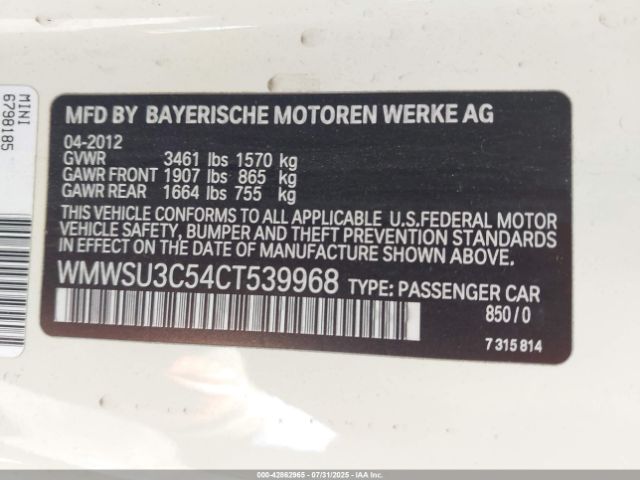 MFD BY BAYERISCHE MOTOREN WERKE AG
04-2012
GVWR 3461 lbs 1570 kg
GAWR FRONT 1907 lbs 865 kg
GAWR REAR 1664 lbs 755 kg
THIS VEHICLE CONFORMS TO ALL APPLICABLE U.S.FEDERAL MOTOR
VEHICLE SAFETY, BUMPER AND THEFT PREVENTION STANDARDS
IN EFFECT ON THE DATE OF MANUFACTURE SHOWN ABOVE.
WMWSU3C54CT539968 TYPE: PASSENGER CAR
850/0
7 315 814
MINI
6798185
000-42862965 07/31/2025 Copyright © IAA Holdings, LLC.